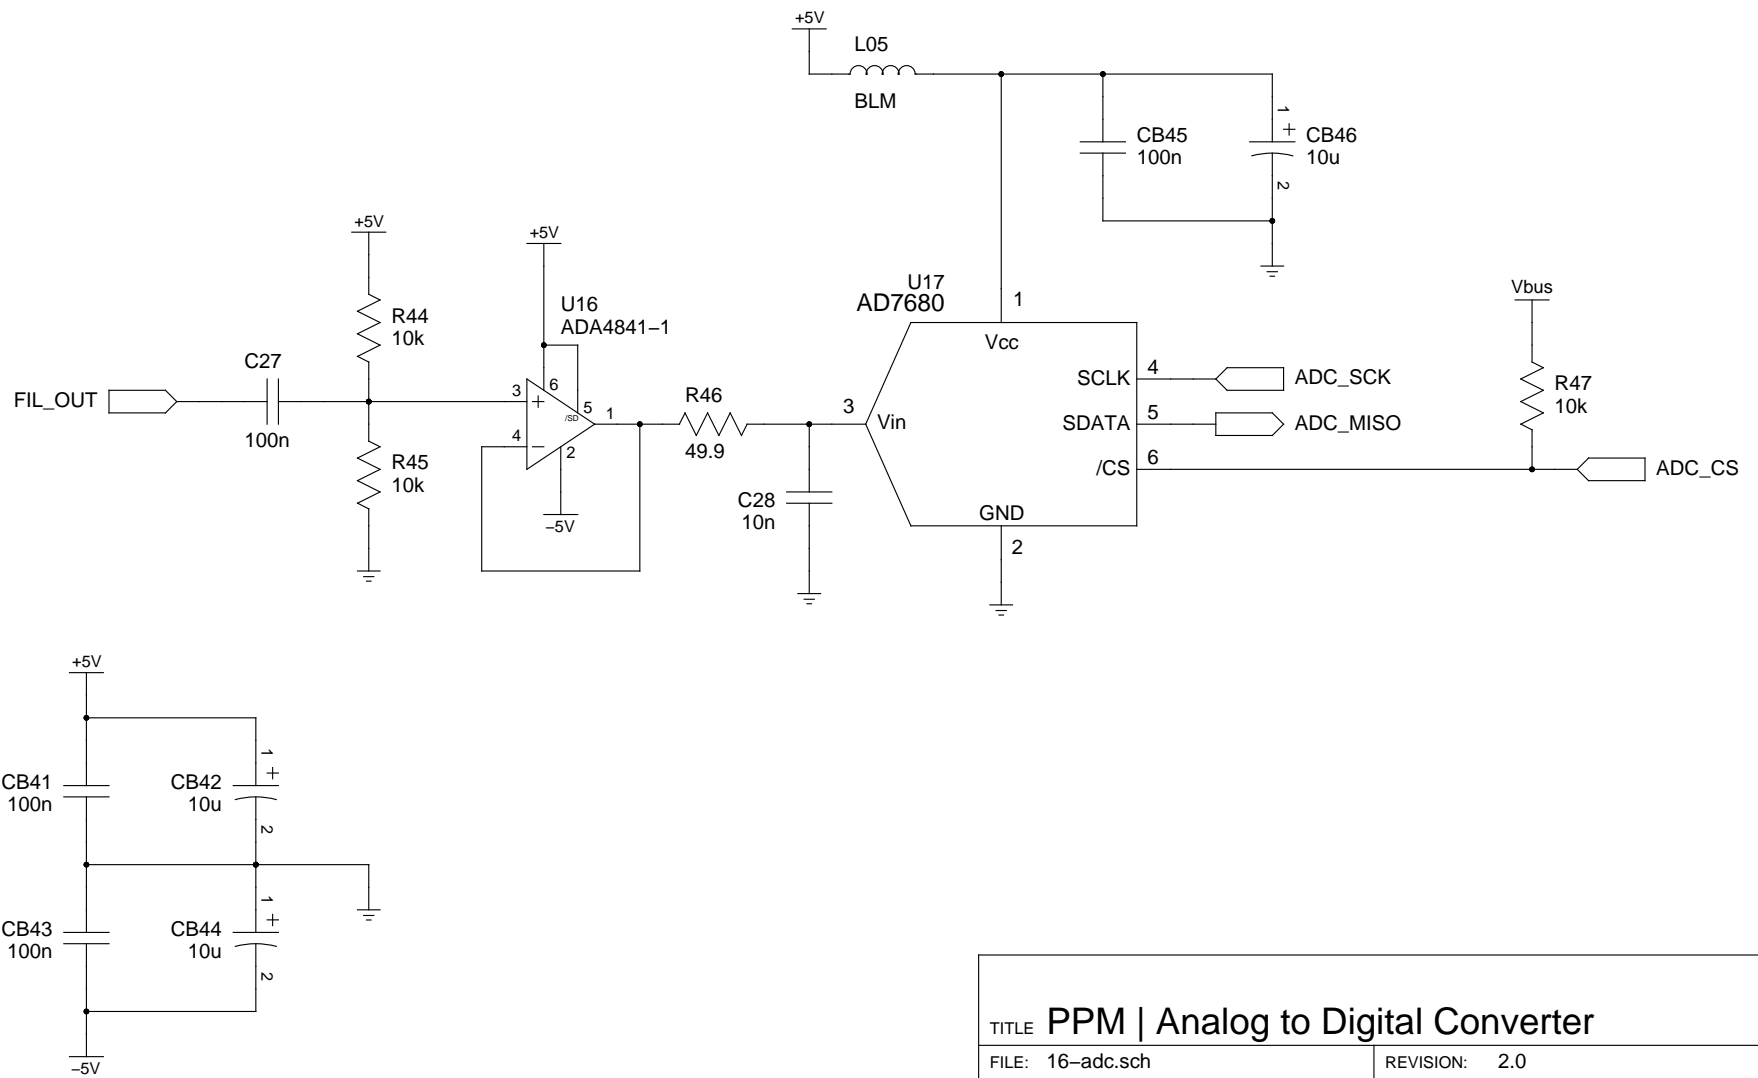 +5V
L05
BLM
1
+
2
CB45
100n
CB46
10u
+5V
R44
10k
+5V
U16
ADA4841–1
C27
100n
FIL_OUT
R45
10k
3
+
6
5
/SD
4
–
2
1
–5V
R46
49.9
C28
10n
U17
AD7680
1
Vcc
3
Vin
SCLK
4
ADC_SCK
SDATA
5
ADC_MISO
/CS
6
ADC_CS
GND
2
Vbus
R47
10k
+5V
CB41
100n
CB42
10u
1
+
2
CB43
100n
CB44
10u
1
+
2
–5V
TITLE PPM | Analog to Digital Converter
FILE: 16–adc.sch
REVISION: 2.0